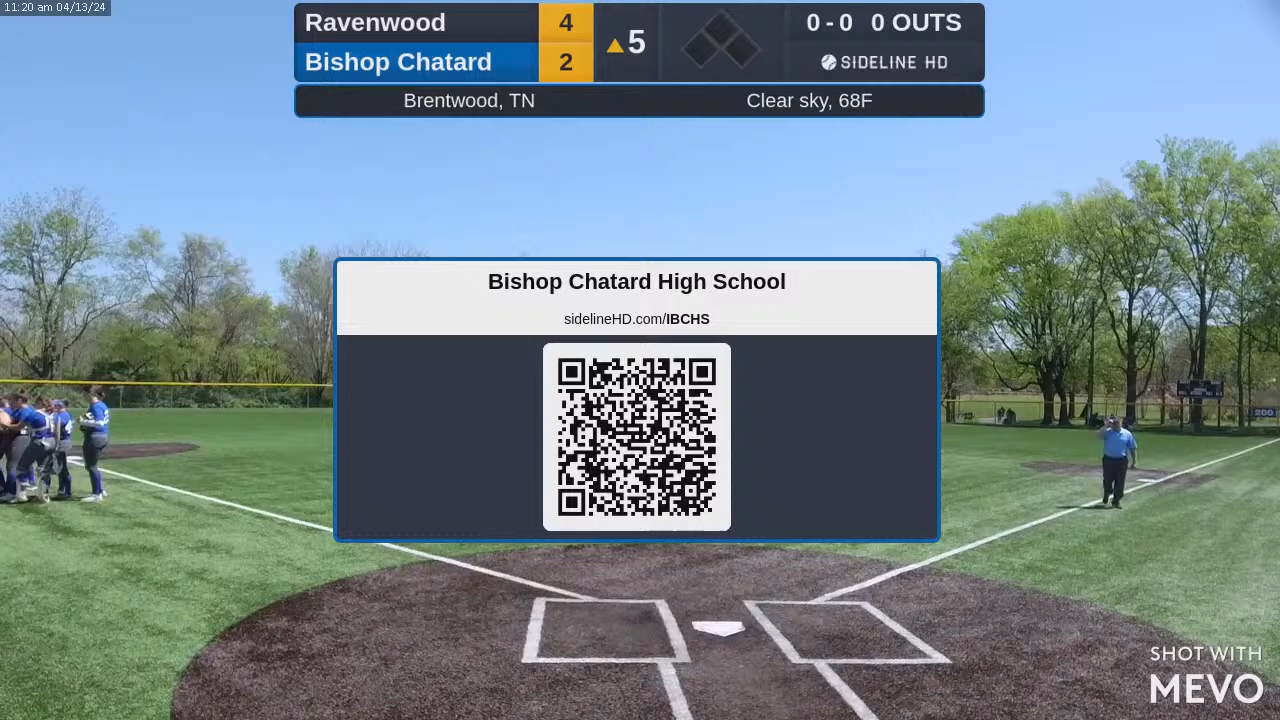 11:20 am 04/13/24
Ravenwood 4
Bishop Chatard 2
5
0 - 0 0 OUTS
SIDELINE HD
Brentwood, TN Clear sky, 68F
Bishop Chatard High School
sidelineHD.com/IBCHS
200
SHOT WITH
MEVO